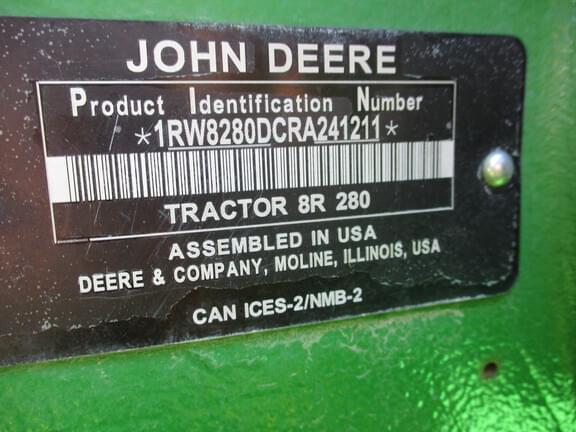 JOHN DEERE
Product Identification Number
*1RW8280DCRA241211*
TRACTOR 8R 280
ASSEMBLED IN USA
DEERE & COMPANY, MOLINE, ILLINOIS, USA
CAN ICES-2/NMB-2